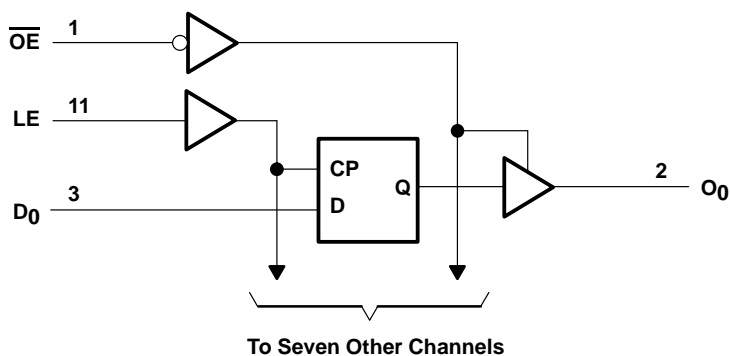 OE 1
LE 11
D0 3
CP
D
Q
2 O0
To Seven Other Channels